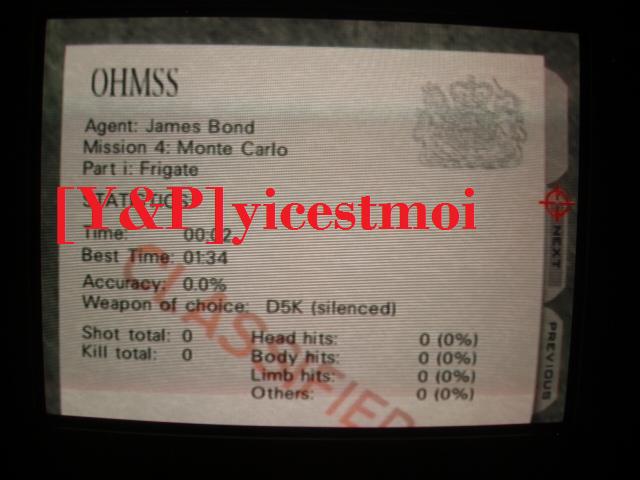 OHMSS
Agent: James Bond
Mission 4: Monte Carlo
Part i: Frigate
STATISTICS
[Y&P]yicestmoi
Time: 00:02
Best Time: 01:34
Accuracy: 0.0%
Weapon of choice: D5K (silenced)
Shot total: 0
Kill total: 0
Head hits: 0 (0%)
Body hits: 0 (0%)
Limb hits: 0 (0%)
Others: 0 (0%)
CLASSIFIED
NEXT
PREVIOUS